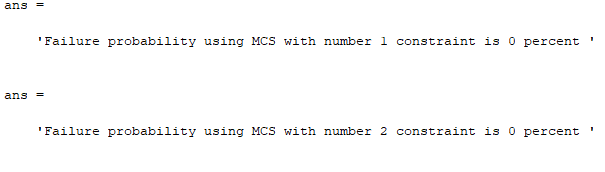 ans =
'Failure probability using MCS with number 1 constraint is 0 percent '
ans =
'Failure probability using MCS with number 2 constraint is 0 percent '